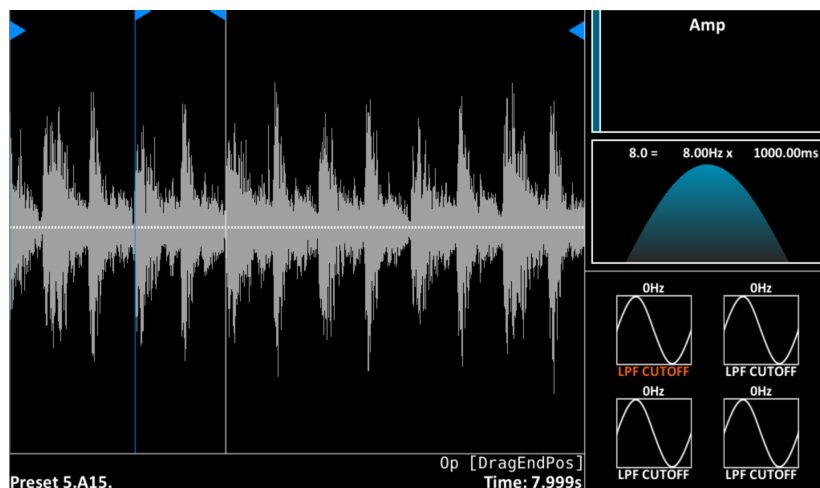 Amp
8.0 = 8.00Hz x 1000.00ms
0Hz 0Hz
LPF CUTOFF LPF CUTOFF
0Hz 0Hz
LPF CUTOFF LPF CUTOFF
Op [DragEndPos]
Preset 5.A15. Time: 7.999s